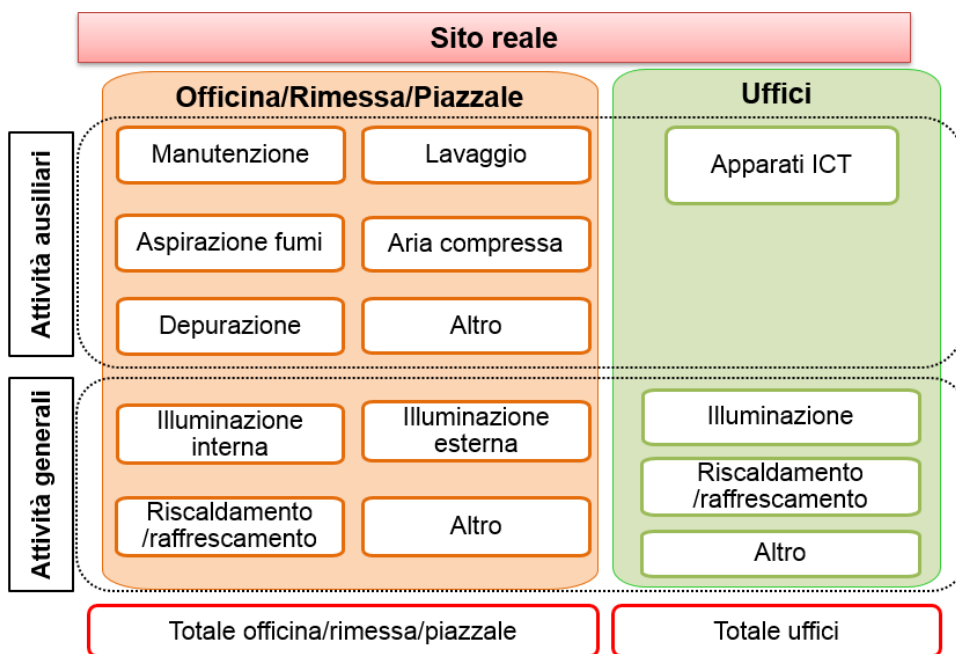 Sito reale
Officina/Rimessa/Piazzale
Uffici
Attività ausiliari
Manutenzione
Lavaggio
Apparati ICT
Aspirazione fumi
Aria compressa
Depurazione
Altro
Attività generali
Illuminazione
interna
Illuminazione
esterna
Illuminazione
Riscaldamento
/raffrescamento
Altro
Riscaldamento
/raffrescamento
Altro
Totale officina/rimessa/piazzale
Totale uffici